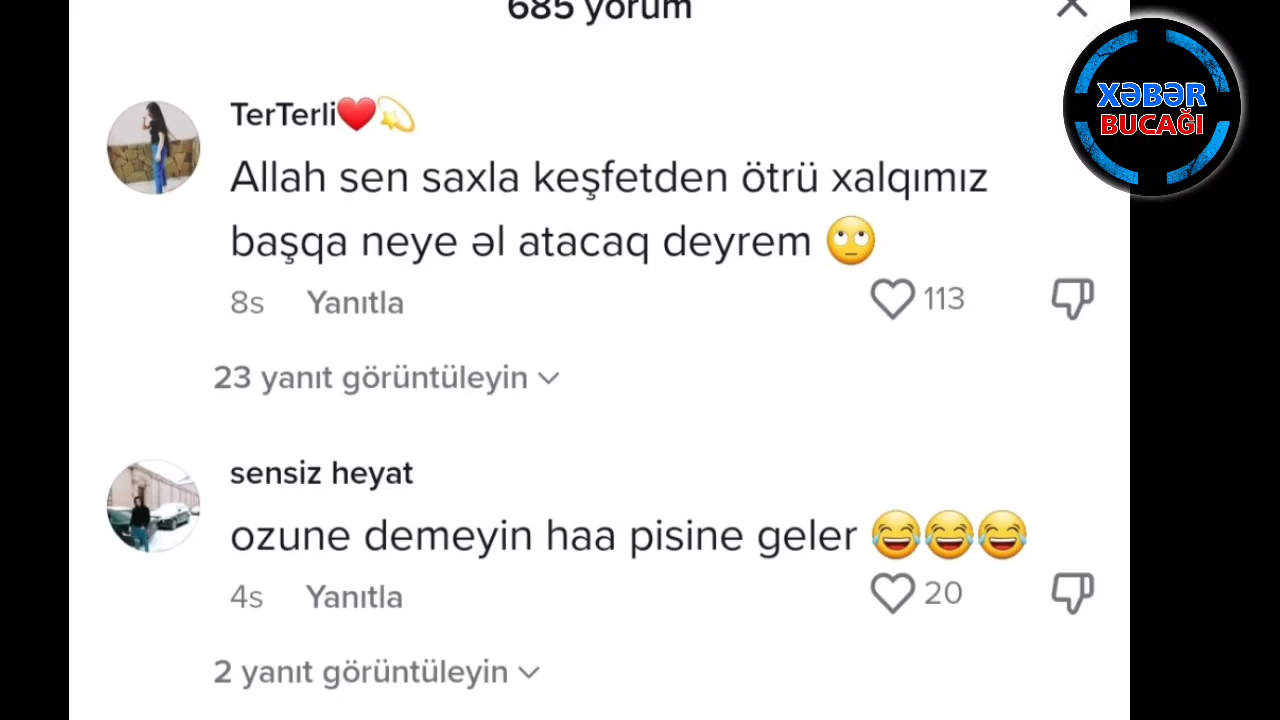 685 yorum
XƏBƏR
BUCAĞI
TerTerli❤️💫
Allah sen saxla keşfetden ötrü xalqımız
başqa neye əl atacaq deyrem 🙄
8s Yanıtla 113
23 yanıt görüntüleyin
sensiz heyat
ozune demeyin haa pisine geler 😂😂😂
4s Yanıtla 20
2 yanıt görüntüleyin